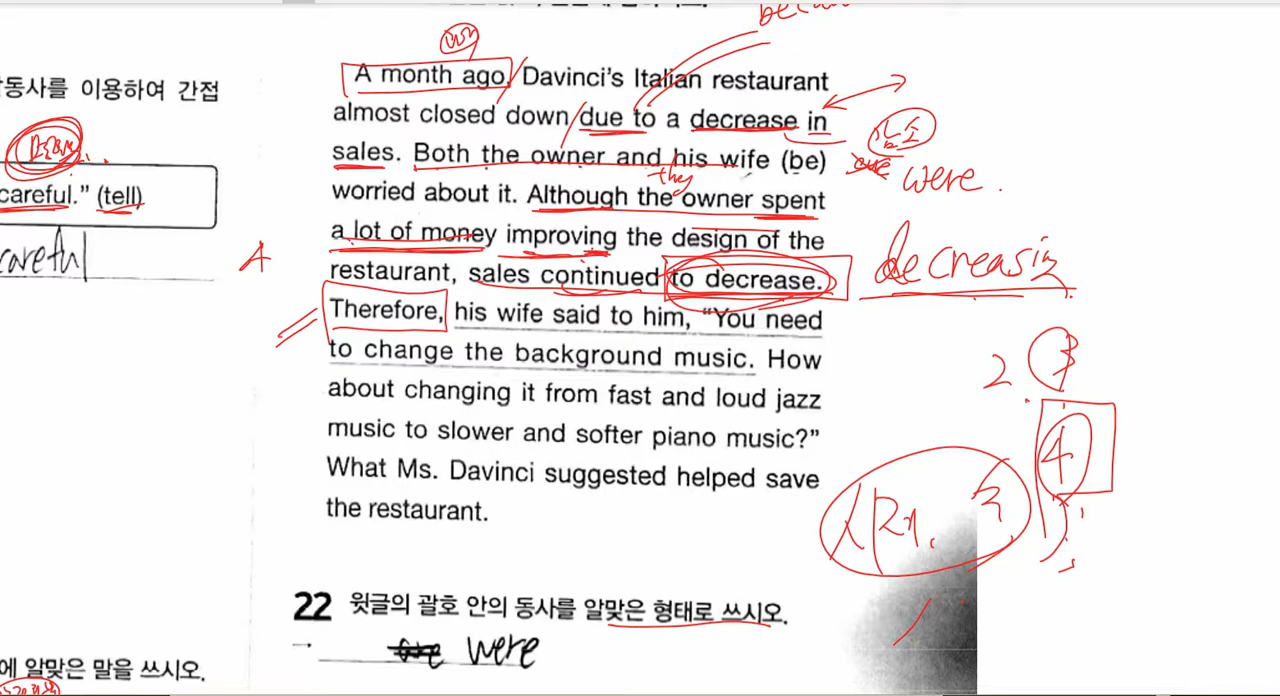 동사를 이용하여 간접
careful." (tell)
careful
에 알맞은 말을 쓰시오.
A month ago, Davinci's Italian restaurant
almost closed down due to a decrease in
sales. Both the owner and his wife (be)
were.
they
worried about it. Although the owner spent
a lot of money improving the design of the
A
restaurant, sales continued to decrease.
decreasin
Therefore, his wife said to him, "You need
to change the background music. How
2. 3
about changing it from fast and loud jazz
music to slower and softer piano music?"
4
What Ms. Davinci suggested helped save
the restaurant.
22 윗글의 괄호 안의 동사를 알맞은 형태로 쓰시오.
→ were